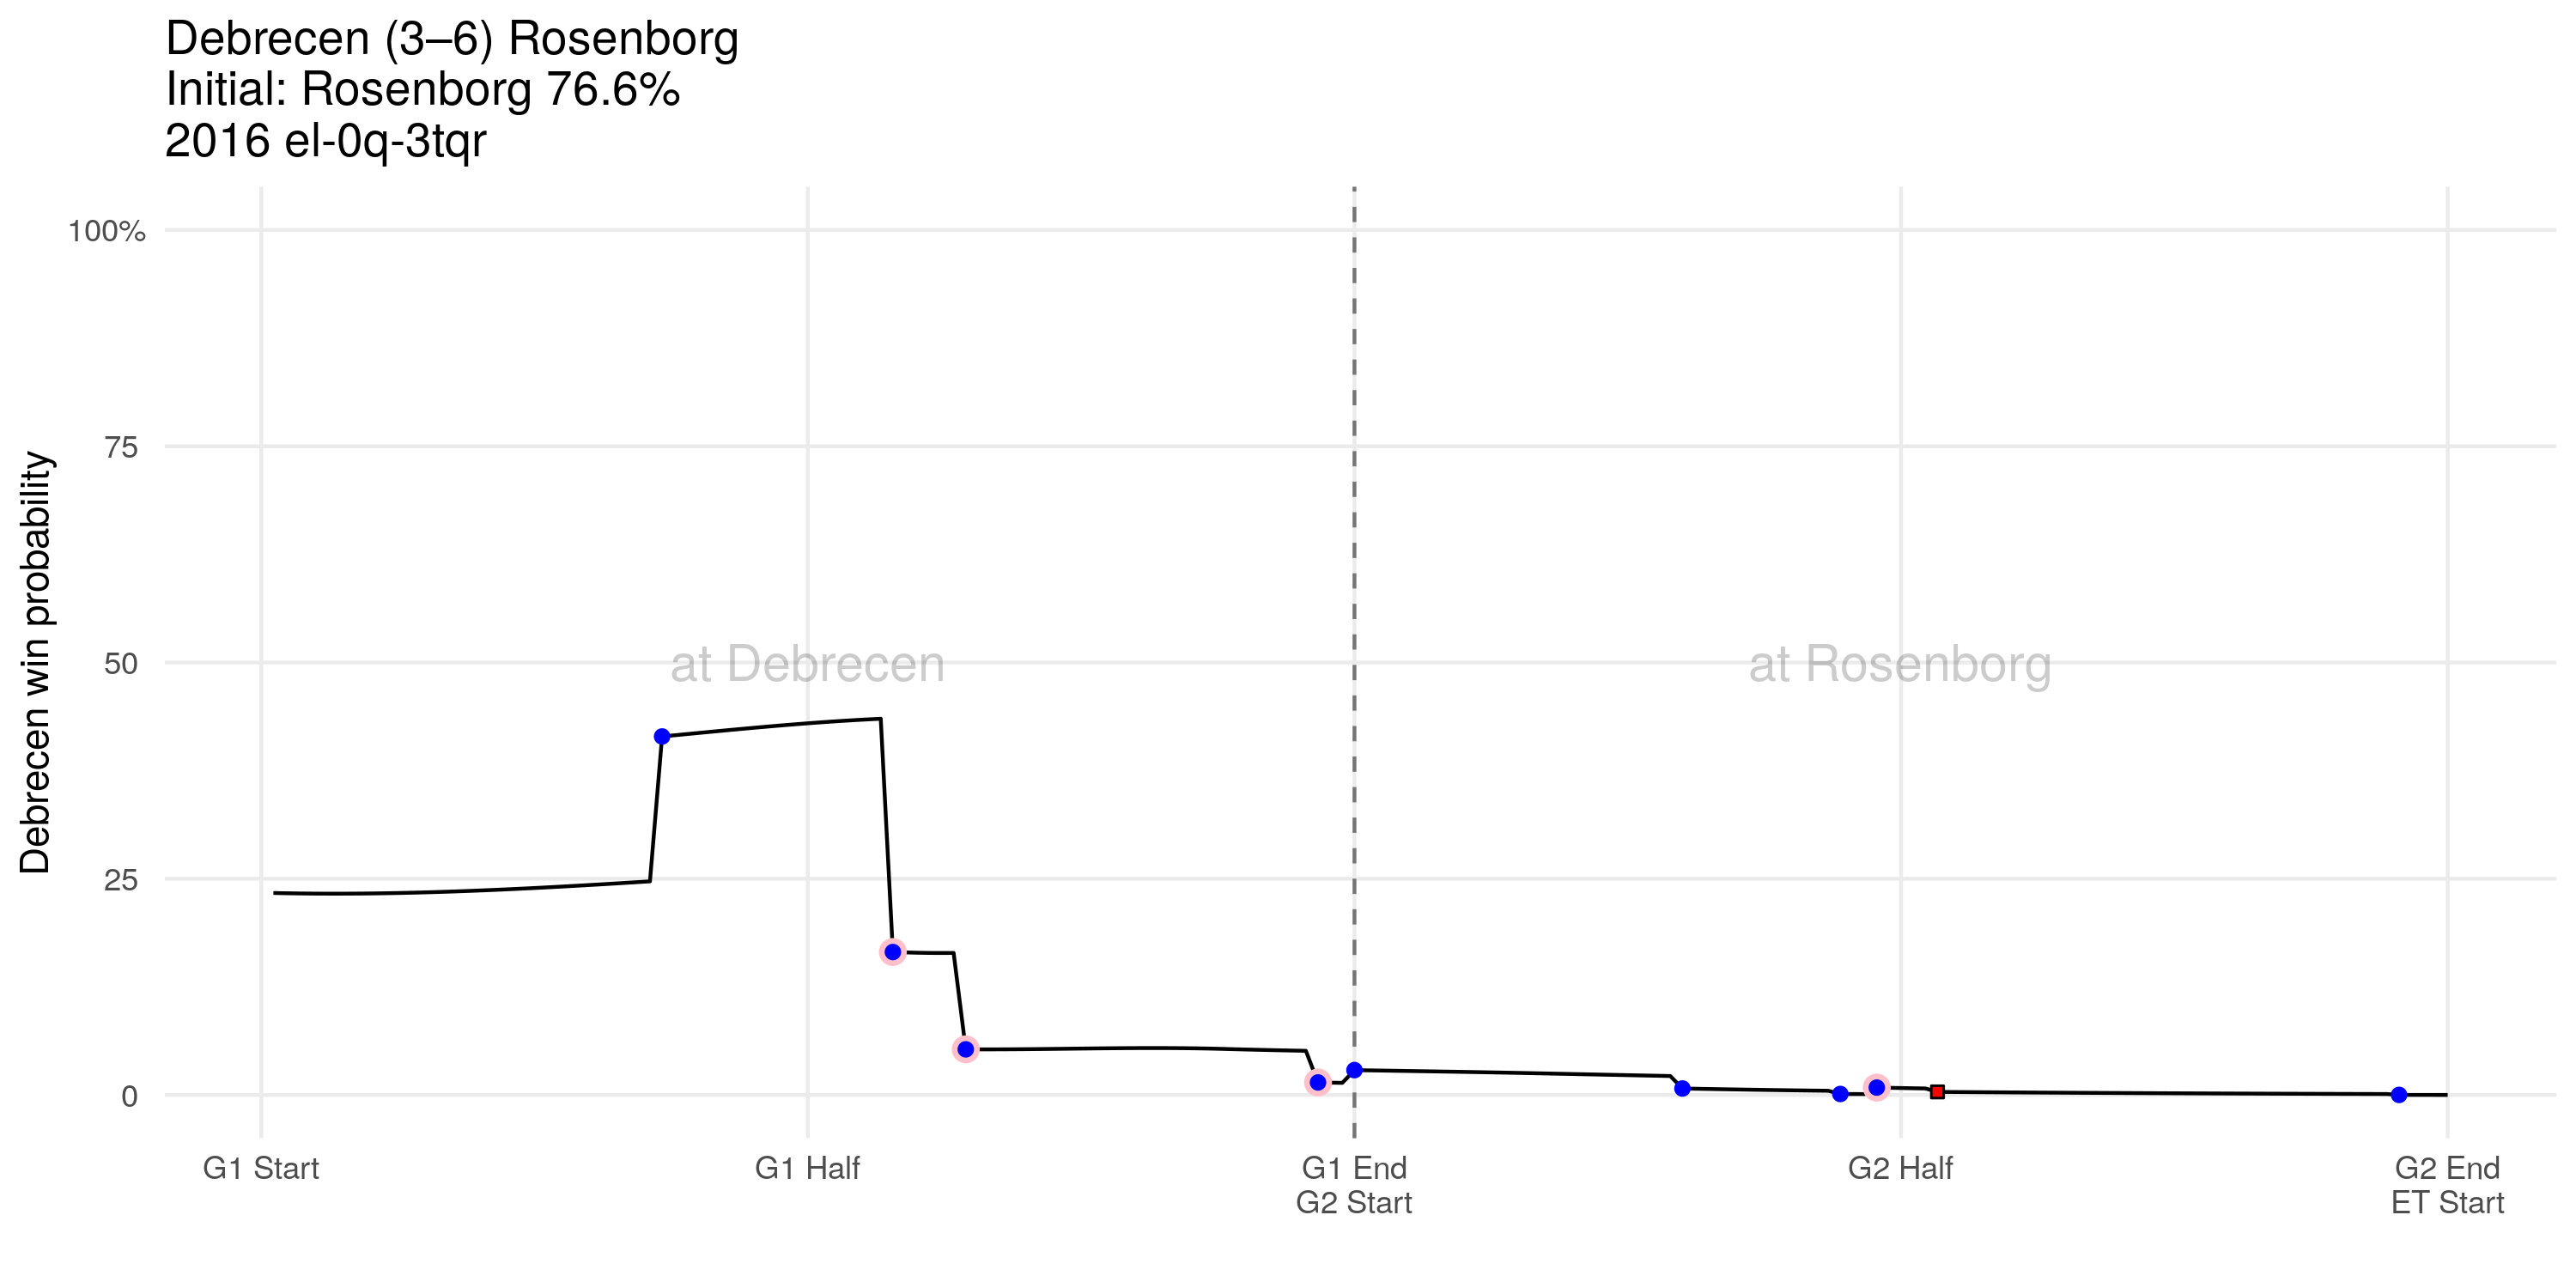 Debrecen (3–6) Rosenborg
Initial: Rosenborg 76.6%
2016 el-0q-3tqr
Debrecen win probability
100%
75
50
25
0
at Debrecen
at Rosenborg
G1 Start
G1 Half
G1 End
G2 Start
G2 Half
G2 End
ET Start